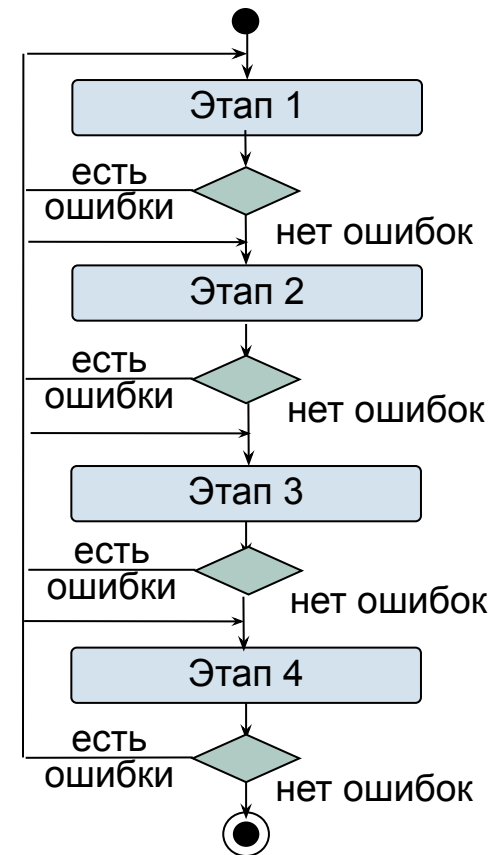 Этап 1
есть
ошибки
нет ошибок
Этап 2
есть
ошибки
нет ошибок
Этап 3
есть
ошибки
нет ошибок
Этап 4
есть
ошибки
нет ошибок